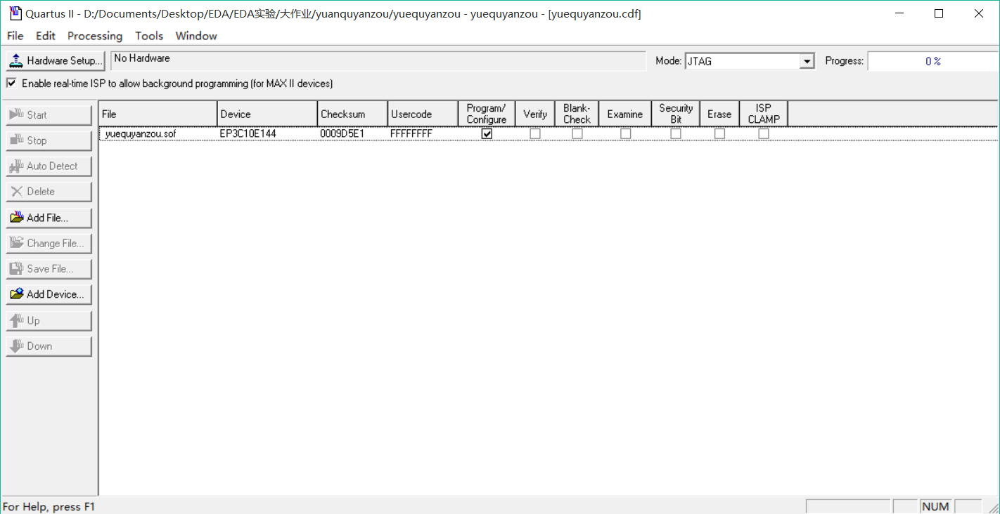 Quartus II - D:/Documents/Desktop/EDA/EDA实验/大作业/yuanquyanzou/yuequyanzou - yuequyanzou - [yuequyanzou.cdf]
File Edit Processing Tools Window
Hardware Setup... No Hardware Mode: JTAG Progress: 0 %
Enable real-time ISP to allow background programming (for MAX II devices)
File Device Checksum Usercode Program/ Configure Verify Blank- Check Examine Security Bit Erase ISP CLAMP
yuequyanzou.sof EP3C10E144 0009D5E1 FFFFFFFF
Start
Stop
Auto Detect
Delete
Add File...
Change File...
Save File...
Add Device...
Up
Down
For Help, press F1 NUM